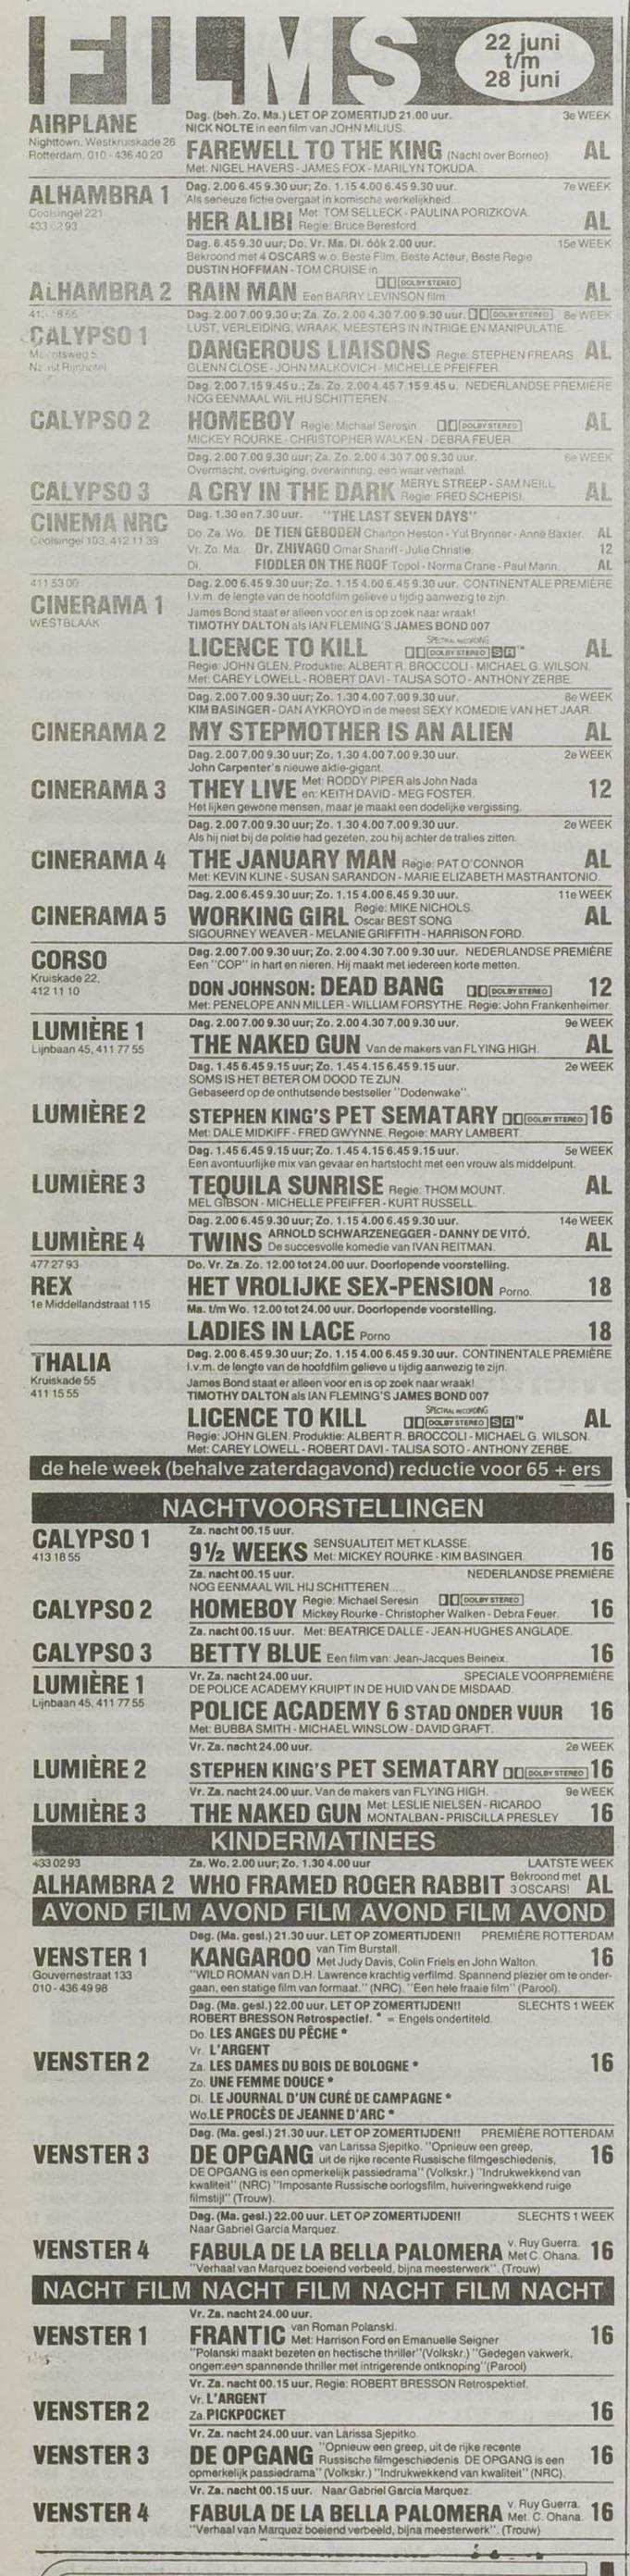 FILMS
22 juni
t/m
28 juni
AIRPLANE
Nighttown, Westkruiskade 26
Rotterdam. 010 - 436 40 20
Dag. (beh. Zo. Ma.) LET OP ZOMERTIJD 21.00 uur. 3e WEEK
NICK NOLTE in een film van JOHN MILIUS.
FAREWELL TO THE KING (Nacht over Borneo) AL
Met: NIGEL HAVERS - JAMES FOX - MARILYN TOKUDA.
ALHAMBRA 1
Coolsingel 221
Dag. 2.00 6.45 9.30 uur; Zo. 1.15 4.00 6.45 9.30 uur. 7e WEEK
Als serieuze fictie overgaat in komische werkelijkheid
HER ALIBI Met: TOM SELLECK - PAULINA PORIZKOVA. AL
Regie: Bruce Beresford
Dag. 6.45 9.30 uur; Do. Vr. Ma. Di. óók 2.00 uur. 15e WEEK
Bekroond met 4 OSCARS w.o. Beste Film, Beste Acteur, Beste Regie
DUSTIN HOFFMAN - TOM CRUISE in
DOLBY STEREO
ALHAMBRA 2 RAIN MAN Een BARRY LEVINSON film AL
CALYPSO 1
Dag. 2.00 7.00 9.30 u; Za. Zo. 2.00 4.30 7.00 9.30 uur. DOLBY STEREO 8e WEEK
LUST, VERLEIDING, WRAAK, MEESTERS IN INTRIGE EN MANIPULATIE.
DANGEROUS LIAISONS Regie: STEPHEN FREARS AL
GLENN CLOSE - JOHN MALKOVICH - MICHELLE PFEIFFER
Dag. 2.00 7.15 9.45 u.; Za. Zo. 2.00 4.45 7.15 9.45 u. NEDERLANDSE PREMIÈRE
NOG EENMAAL WIL HIJ SCHITTEREN....
CALYPSO 2 HOMEBOY Regie: Michael Seresin DOLBY STEREO AL
MICKEY ROURKE - CHRISTOPHER WALKEN - DEBRA FEUER.
Dag. 2.00 7.00 9.30 uur; Za. Zo. 2.00 4.30 7.00 9.30 uur. 6e WEEK
Overmacht, overtuiging, overwinning, een waar verhaal.
CALYPSO 3 A CRY IN THE DARK MERYL STREEP - SAM NEILL AL
Regie: FRED SCHEPISI.
CINEMA NRC
Coolsingel 103, 412 11 39
Dag. 1.30 en 7.30 uur. "THE LAST SEVEN DAYS"
Do. Za. Wo. DE TIEN GEBODEN Charlton Heston - Yul Brynner - Anne Baxter. AL
Vr. Zo. Ma. Dr. ZHIVAGO Omar Shariff - Julie Christie. 12
Di. FIDDLER ON THE ROOF Topol - Norma Crane - Paul Mann. AL
411 53 00
CINERAMA 1
WESTBLAAK
Dag. 2.00 6.45 9.30 uur; Zo. 1.15 4.00 6.45 9.30 uur. CONTINENTALE PREMIÈRE
I.v.m. de lengte van de hoofdfilm gelieve u tijdig aanwezig te zijn.
James Bond staat er alleen voor en is op zoek naar wraak!
TIMOTHY DALTON als IAN FLEMING'S JAMES BOND 007
LICENCE TO KILL SPECTRAL RECORDING DOLBY STEREO SR™ AL
Regie: JOHN GLEN. Produktie: ALBERT R. BROCCOLI - MICHAEL G. WILSON.
Met: CAREY LOWELL - ROBERT DAVI - TALISA SOTO - ANTHONY ZERBE.
Dag. 2.00 7.00 9.30 uur; Zo. 1.30 4.00 7.00 9.30 uur. 8e WEEK
KIM BASINGER - DAN AYKROYD in de meest SEXY KOMEDIE VAN HET JAAR.
CINERAMA 2 MY STEPMOTHER IS AN ALIEN AL
Dag. 2.00 7.00 9.30 uur; Zo. 1.30 4.00 7.00 9.30 uur. 2e WEEK
John Carpenter's nieuwe aktie-gigant.
CINERAMA 3 THEY LIVE Met: RODDY PIPER als John Nada 12
en: KEITH DAVID - MEG FOSTER.
Het lijken gewone mensen, maar je maakt een dodelijke vergissing.
Dag. 2.00 7.00 9.30 uur; Zo. 1.30 4.00 7.00 9.30 uur. 2e WEEK
Als hij niet bij de politie had gezeten, zou hij achter de tralies zitten.
CINERAMA 4 THE JANUARY MAN Regie: PAT O'CONNOR AL
Met: KEVIN KLINE - SUSAN SARANDON - MARIE ELIZABETH MASTRANTONIO.
Dag. 2.00 6.45 9.30 uur; Zo. 1.15 4.00 6.45 9.30 uur. 11e WEEK
CINERAMA 5 WORKING GIRL Regie: MIKE NICHOLS. AL
Oscar BEST SONG
SIGOURNEY WEAVER - MELANIE GRIFFITH - HARRISON FORD.
CORSO
Kruiskade 22,
412 11 10
Dag. 2.00 7.00 9.30 uur; Zo. 2.00 4.30 7.00 9.30 uur. NEDERLANDSE PREMIÈRE
Een "COP" in hart en nieren. Hij maakt met iedereen korte metten.
DON JOHNSON: DEAD BANG DOLBY STEREO 12
Met: PENELOPE ANN MILLER - WILLIAM FORSYTHE. Regie: John Frankenheimer.
LUMIÈRE 1
Lijnbaan 45, 411 77 55
Dag. 2.00 7.00 9.30 uur; Zo. 2.00 4.30 7.00 9.30 uur. 9e WEEK
THE NAKED GUN Van de makers van FLYING HIGH. AL
Dag. 1.45 6.45 9.15 uur; Zo. 1.45 4.15 6.45 9.15 uur. 2e WEEK
SOMS IS HET BETER OM DOOD TE ZIJN.
Gebaseerd op de onthutsende bestseller "Dodenwake".
LUMIÈRE 2 STEPHEN KING'S PET SEMATARY DOLBY STEREO 16
Met: DALE MIDKIFF - FRED GWYNNE. Regoie: MARY LAMBERT.
Dag. 1.45 6.45 9.15 uur; Zo. 1.45 4.15 6.45 9.15 uur. 5e WEEK
Een avontuurlijke mix van gevaar en hartstocht met een vrouw als middelpunt.
LUMIÈRE 3 TEQUILA SUNRISE Regie: THOM MOUNT. AL
MEL GIBSON - MICHELLE PFEIFFER - KURT RUSSELL.
Dag. 2.00 6.45 9.30 uur; Zo. 1.15 4.00 6.45 9.30 uur. 14e WEEK
LUMIÈRE 4 TWINS ARNOLD SCHWARZENEGGER - DANNY DE VITÓ. AL
De succesvolle komedie van IVAN REITMAN.
477 27 93
REX
1e Middellandstraat 115
Do. Vr. Za. Zo. 12.00 tot 24.00 uur. Doorlopende voorstelling.
HET VROLIJKE SEX-PENSION Porno. 18
Ma. t/m Wo. 12.00 tot 24.00 uur. Doorlopende voorstelling.
LADIES IN LACE Porno 18
THALIA
Kruiskade 55
411 15 55
Dag. 2.00 6.45 9.30 uur; Zo. 1.15 4.00 6.45 9.30 uur. CONTINENTALE PREMIÈRE
I.v.m. de lengte van de hoofdfilm gelieve u tijdig aanwezig te zijn.
James Bond staat er alleen voor en is op zoek naar wraak!
TIMOTHY DALTON als IAN FLEMING'S JAMES BOND 007
LICENCE TO KILL SPECTRAL RECORDING DOLBY STEREO SR™ AL
Regie: JOHN GLEN. Produktie: ALBERT R. BROCCOLI - MICHAEL G. WILSON.
Met: CAREY LOWELL - ROBERT DAVI - TALISA SOTO - ANTHONY ZERBE.
de hele week (behalve zaterdagavond) reductie voor 65 + ers
NACHTVOORSTELLINGEN
CALYPSO 1
413 18 55
Za. nacht 00.15 uur.
9½ WEEKS SENSUALITEIT MET KLASSE. 16
Met: MICKEY ROURKE - KIM BASINGER
Za. nacht 00.15 uur. NEDERLANDSE PREMIÈRE
NOG EENMAAL WIL HIJ SCHITTEREN ....
CALYPSO 2 HOMEBOY Regie: Michael Seresin DOLBY STEREO 16
Mickey Rourke - Christopher Walken - Debra Feuer.
Za. nacht 00.15 uur. Met: BEATRICE DALLE - JEAN-HUGHES ANGLADE.
CALYPSO 3 BETTY BLUE Een film van: Jean-Jacques Beineix. 16
LUMIÈRE 1
Lijnbaan 45, 411 77 55
Vr. Za. nacht 24.00 uur. SPECIALE VOORPREMIÈRE
DE POLICE ACADEMY KRUIPT IN DE HUID VAN DE MISDAAD.
POLICE ACADEMY 6 STAD ONDER VUUR 16
Met: BUBBA SMITH - MICHAEL WINSLOW - DAVID GRAFT.
Vr. Za. nacht 24.00 uur. 2e WEEK
LUMIÈRE 2 STEPHEN KING'S PET SEMATARY DOLBY STEREO 16
Vr. Za. nacht 24.00 uur. Van de makers van FLYING HIGH. 9e WEEK
LUMIÈRE 3 THE NAKED GUN Met: LESLIE NIELSEN - RICARDO 16
MONTALBAN - PRISCILLA PRESLEY
KINDERMATINEES
433 02 93
Za. Wo. 2.00 uur; Zo. 1.30 4.00 uur LAATSTE WEEK
ALHAMBRA 2 WHO FRAMED ROGER RABBIT Bekroond met AL
3 OSCARS!
AVOND FILM AVOND FILM AVOND FILM AVOND
VENSTER 1
Gouvernestraat 133
010 - 436 49 98
Dag. (Ma. gesl.) 21.30 uur. LET OP ZOMERTIJDEN!! PREMIÈRE ROTTERDAM
KANGAROO van Tim Burstall. 16
Met Judy Davis, Colin Friels en John Walton.
"WILD ROMAN van D.H. Lawrence krachtig verfilmd. Spannend plezier om te onder-
gaan, een statige film van formaat." (NRC). "Een hele fraaie film" (Parool).
Dag. (Ma. gesl.) 22.00 uur. LET OP ZOMERTIJDEN!! SLECHTS 1 WEEK
ROBERT BRESSON Retrospectief. * = Engels ondertiteld.
Do. LES ANGES DU PÊCHE *
Vr. L'ARGENT
VENSTER 2 Za. LES DAMES DU BOIS DE BOLOGNE * 16
Zo. UNE FEMME DOUCE *
Di. LE JOURNAL D'UN CURÉ DE CAMPAGNE *
Wo. LE PROCÈS DE JEANNE D'ARC *
Dag. (Ma. gesl.) 21.30 uur. LET OP ZOMERTIJDEN!! PREMIÈRE ROTTERDAM
VENSTER 3 DE OPGANG van Larissa Sjepitko. "Opnieuw een greep, 16
uit de rijke recente Russische filmgeschiedenis,
DE OPGANG is een opmerkelijk passiedrama" (Volkskr.) "Indrukwekkend van
kwaliteit" (NRC) "Imposante Russische oorlogsfilm, huiveringwekkend ruige
filmstijl" (Trouw).
Dag. (Ma. gesl.) 22.00 uur. LET OP ZOMERTIJDEN!! SLECHTS 1 WEEK
Naar Gabriel Garcia Marquez.
VENSTER 4 FABULA DE LA BELLA PALOMERA v. Ruy Guerra. 16
Met C. Ohana.
"Verhaal van Marquez boeiend verbeeld, bijna meesterwerk". (Trouw)
NACHT FILM NACHT FILM NACHT FILM NACHT
Vr. Za. nacht 24.00 uur.
VENSTER 1 FRANTIC van Roman Polanski. 16
Met: Harrison Ford en Emanuelle Seigner
"Polanski maakt bezeten en hectische thriller" (Volkskr.) "Gedegen vakwerk,
ongemeen spannende thriller met intrigerende ontknoping" (Parool)
Vr. Za. nacht 00.15 uur. Regie: ROBERT BRESSON Retrospektief.
Vr. L'ARGENT
VENSTER 2 Za. PICKPOCKET 16
Vr. Za. nacht 24.00 uur. van Larissa Sjepitko.
VENSTER 3 DE OPGANG "Opnieuw een greep, uit de rijke recente 16
Russische filmgeschiedenis. DE OPGANG is een
opmerkelijk passiedrama" (Volkskr.) "Indrukwekkend van kwaliteit" (NRC).
Vr. Za. nacht 00.15 uur. Naar Gabriel Garcia Marquez.
VENSTER 4 FABULA DE LA BELLA PALOMERA v. Ruy Guerra. 16
Met. C. Ohana.
"Verhaal van Marquez boeiend verbeeld, bijna meesterwerk". (Trouw)